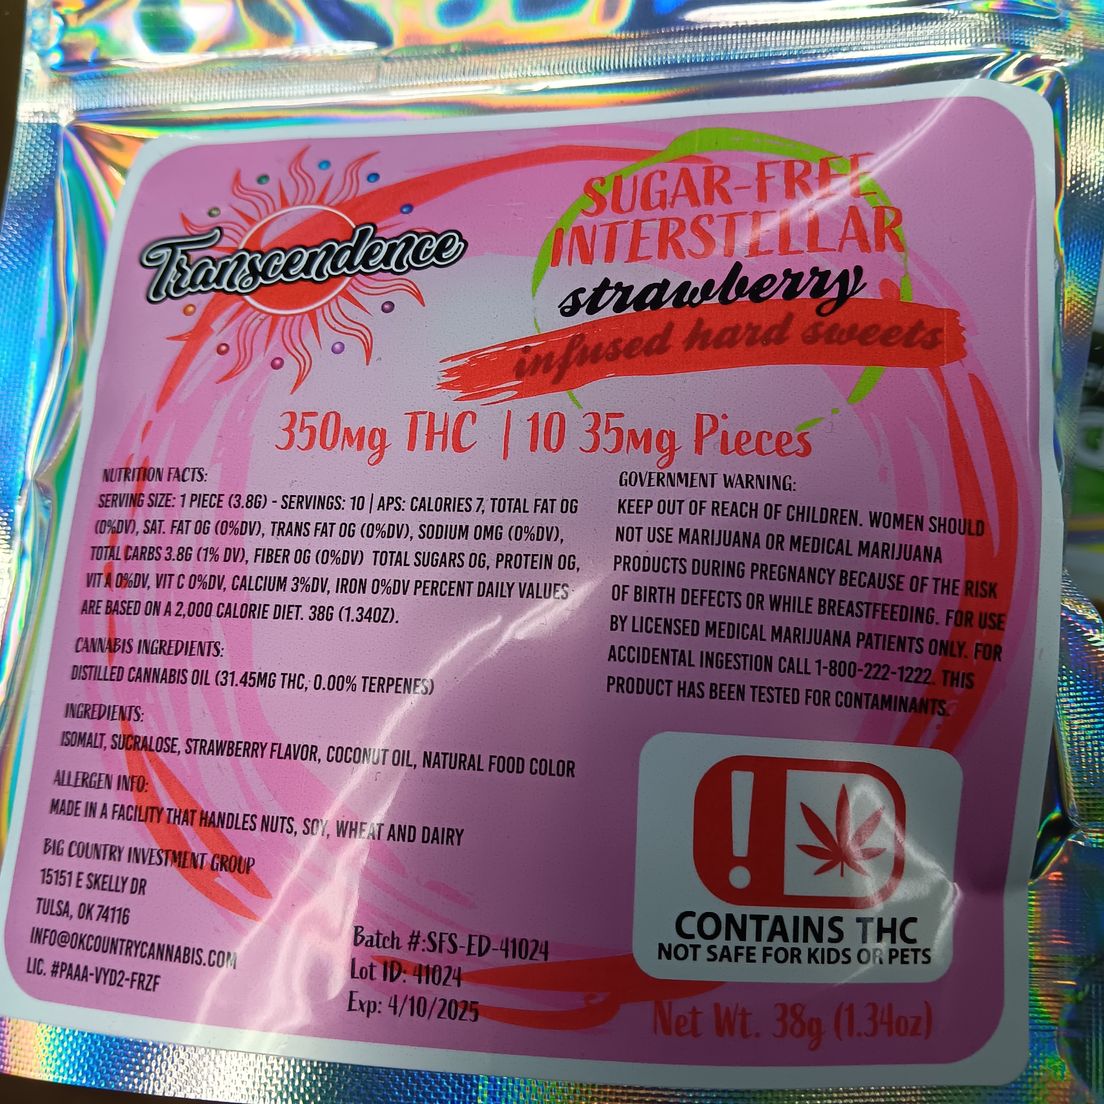 Transcendence
SUGAR-FREE
INTERSTELLAR
strawberry
infused hard sweets
350mg THC | 10 35mg Pieces
NUTRITION FACTS:
SERVING SIZE: 1 PIECE (3.8G) - SERVINGS: 10 | APS: CALORIES 7, TOTAL FAT 0G
(0%DV), SAT. FAT 0G (0%DV), TRANS FAT 0G (0%DV), SODIUM 0MG (0%DV),
TOTAL CARBS 3.8G (1% DV), FIBER 0G (0%DV) TOTAL SUGARS 0G, PROTEIN 0G,
VIT A 0%DV, VIT C 0%DV, CALCIUM 3%DV, IRON 0%DV PERCENT DAILY VALUES
ARE BASED ON A 2,000 CALORIE DIET. 38G (1.34OZ).
CANNABIS INGREDIENTS:
DISTILLED CANNABIS OIL (31.45MG THC, 0.00% TERPENES)
INGREDIENTS:
ISOMALT, SUCRALOSE, STRAWBERRY FLAVOR, COCONUT OIL, NATURAL FOOD COLOR
ALLERGEN INFO:
MADE IN A FACILITY THAT HANDLES NUTS, SOY, WHEAT AND DAIRY
BIG COUNTRY INVESTMENT GROUP
15151 E SKELLY DR
TULSA, OK 74116
INFO@OKCOUNTRYCANNABIS.COM
LIC. #PAAA-VYD2-FRZF
Batch #:SFS-ED-41024
Lot ID: 41024
Exp: 4/10/2025
GOVERNMENT WARNING:
KEEP OUT OF REACH OF CHILDREN. WOMEN SHOULD
NOT USE MARIJUANA OR MEDICAL MARIJUANA
PRODUCTS DURING PREGNANCY BECAUSE OF THE RISK
OF BIRTH DEFECTS OR WHILE BREASTFEEDING. FOR USE
BY LICENSED MEDICAL MARIJUANA PATIENTS ONLY. FOR
ACCIDENTAL INGESTION CALL 1-800-222-1222. THIS
PRODUCT HAS BEEN TESTED FOR CONTAMINANTS.
!
CONTAINS THC
NOT SAFE FOR KIDS OR PETS
Net Wt. 38g (1.34oz)